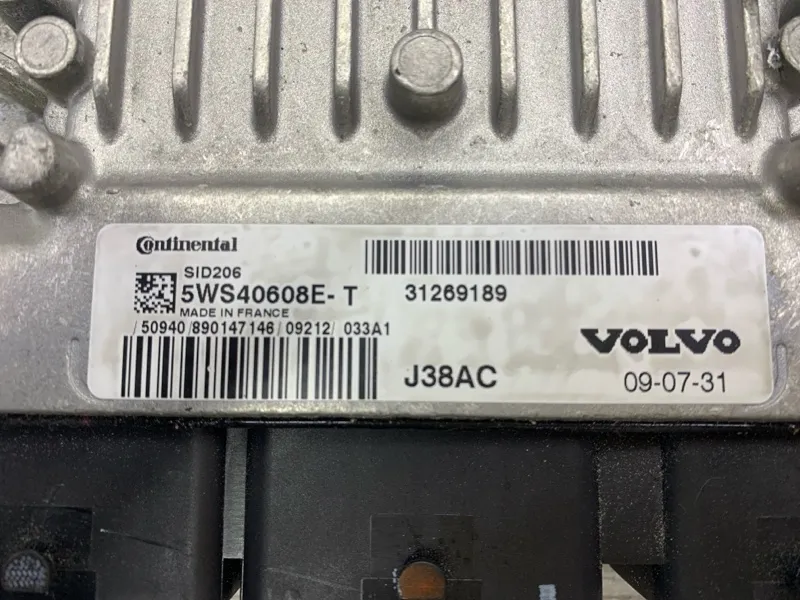 Continental
SID206
5WS40608E- T
31269189
MADE IN FRANCE
/50940/890147146/09212/ 033A1
VOLVO
J38AC
09-07-31